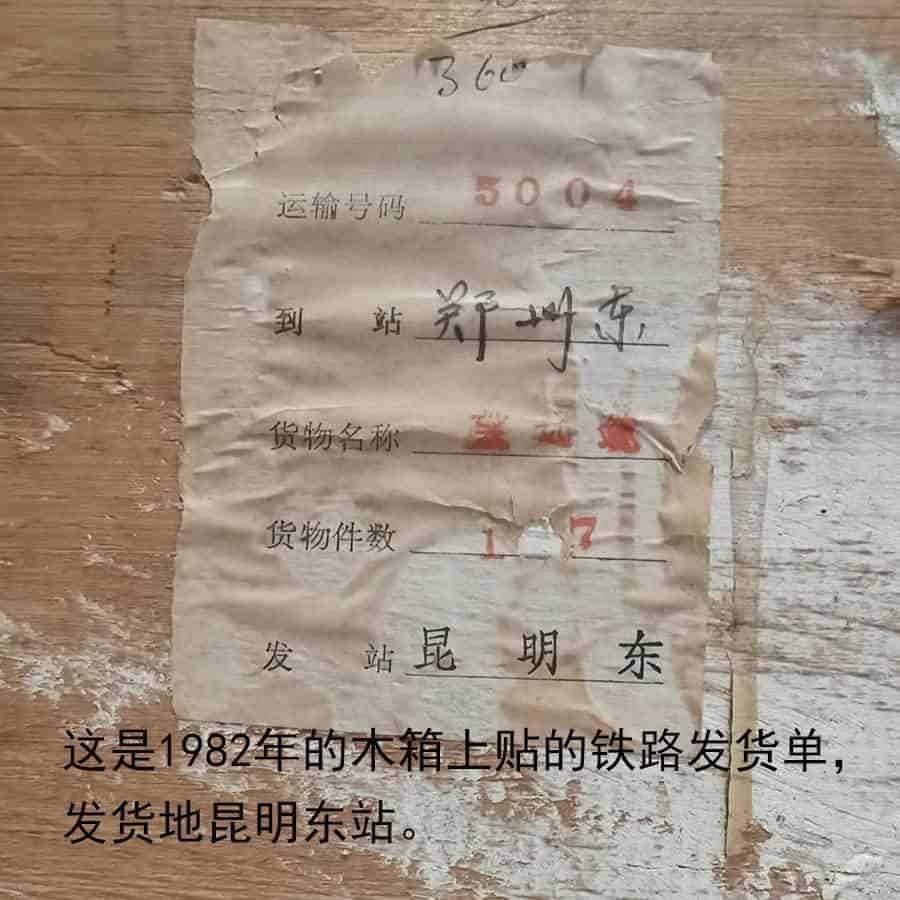 360
运输号码 5004
到站 郑州东
货物名称
货物件数 1 7
发站 昆明东
这是1982年的木箱上贴的铁路发货单，
发货地昆明东站。